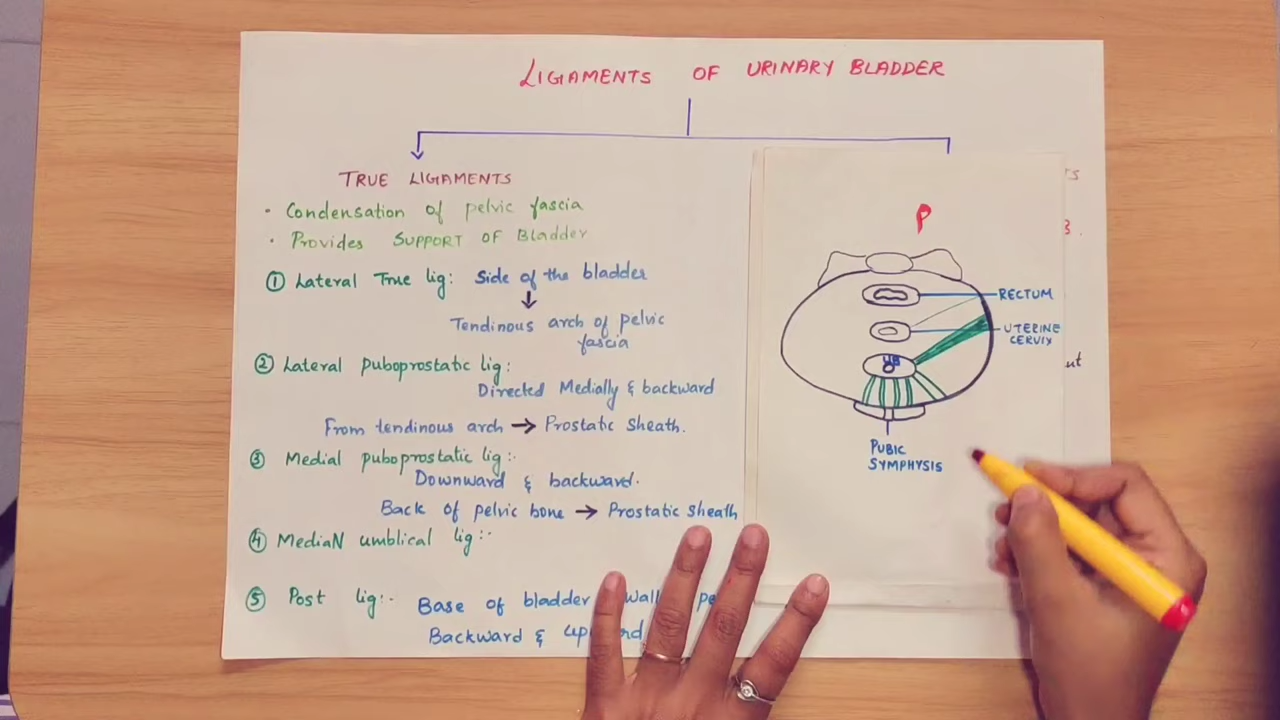 LIGAMENTS OF URINARY BLADDER
TRUE LIGAMENTS
• Condensation of pelvic fascia
• Provides SUPPORT OF Bladder
① Lateral True lig: Side of the bladder
Tendinous arch of pelvic
fascia
② Lateral puboprostatic lig:
Directed Medially & backward
From tendinous arch → Prostatic Sheath.
③ Medial puboprostatic lig:-
Downward & backward.
Back of pelvic bone → Prostatic Sheath
④ MediaN umblical lig:-
⑤ Post lig:- Base of bladder wall
Backward &
P
RECTUM
UTERINE
CERVIX
UB
PUBIC
SYMPHYSIS